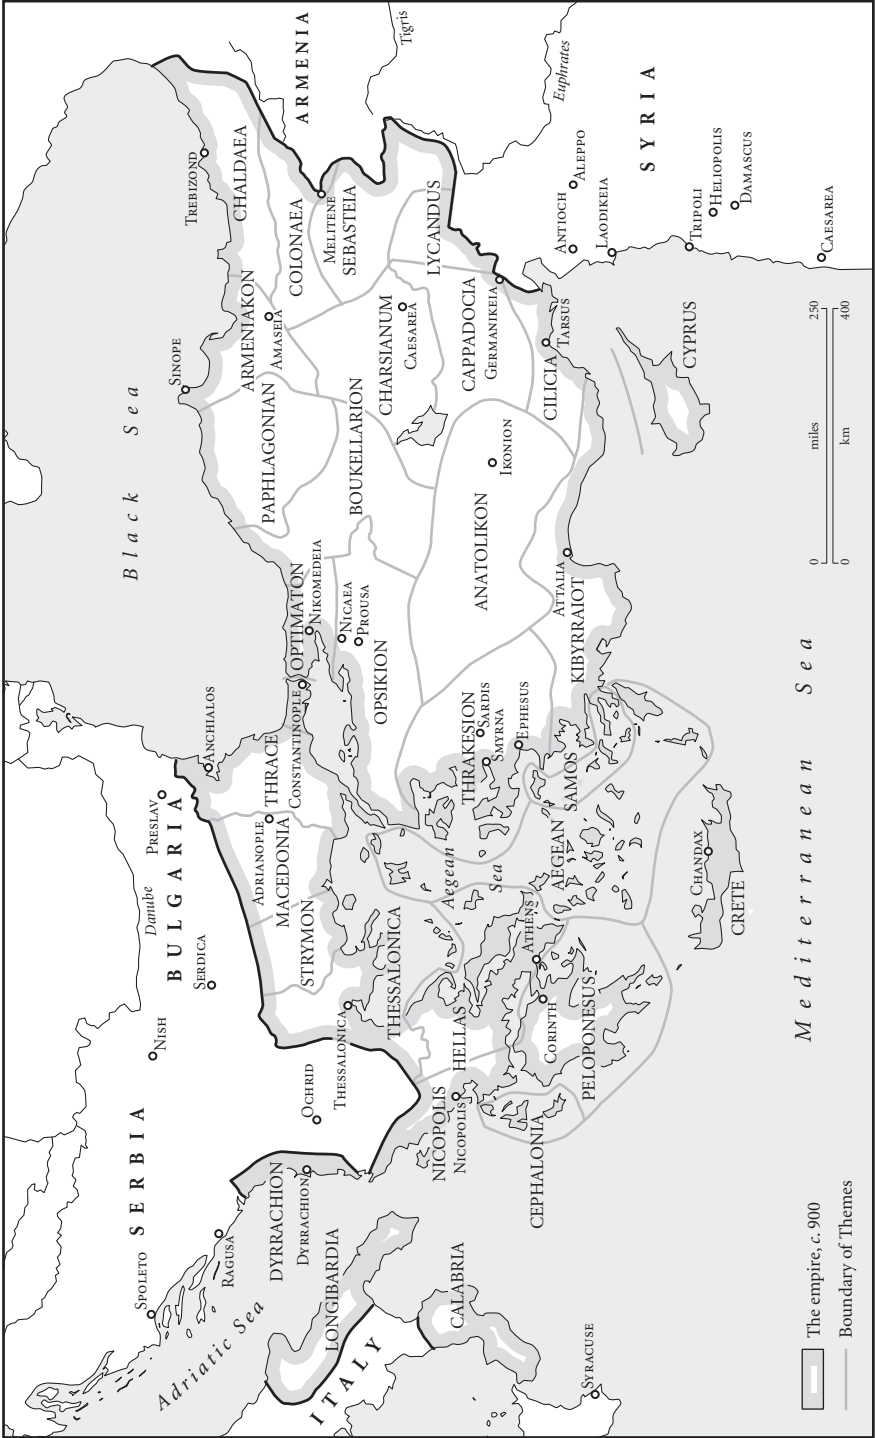 Black Sea
Mediterranean Sea
Adriatic Sea
Aegean
Sea
Danube
Tigris
Euphrates
SERBIA
BULGARIA
ARMENIA
SYRIA
ITALY
SPOLETO
RAGUSA
NISH
SERDICA
PRESLAV
ANCHIALOS
OCHRID
DYRRACHION
DYRRACHION
LONGIBARDIA
CALABRIA
SYRACUSE
NICOPOLIS
NICOPOLIS
CEPHALONIA
THESSALONICA
THESSALONICA
HELLAS
ATHENS
CORINTH
PELOPONESUS
STRYMON
MACEDONIA
ADRIANOPLE
THRACE
CONSTANTINOPLE
AEGEAN
SAMOS
CHANDAX
CRETE
OPTIMATON
NIKOMEDEIA
NICAEA
PROUSA
OPSIKION
THRAKESION
SARDIS
SMYRNA
EPHESUS
KIBYRRAIOT
ATTALIA
ANATOLIKON
IKONION
BOUKELLARION
PAPHLAGONIAN
SINOPE
ARMENIAKON
AMASEIA
CHARSIANUM
CAESAREA
CAPPADOCIA
GERMANIKEIA
CILICIA
TARSUS
TREBIZOND
CHALDAEA
COLONAEA
MELITENE
SEBASTEIA
LYCANDUS
ANTIOCH
ALEPPO
LAODIKEIA
TRIPOLI
HELIOPOLIS
DAMASCUS
CAESAREA
CYPRUS
0 miles 250
0 km 400
The empire, c. 900
Boundary of Themes